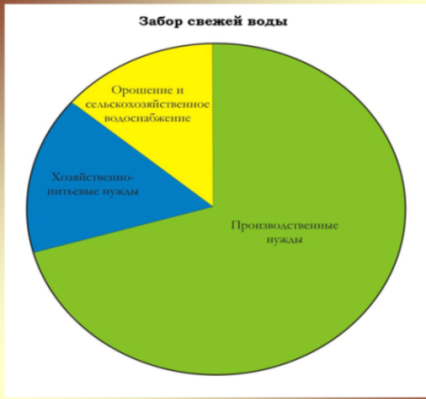 Забор свежей воды
Орошение и
сельскохозяйственное
водоснабжение
Хозяйственно-
питьевые нужды
Производственные
нужды